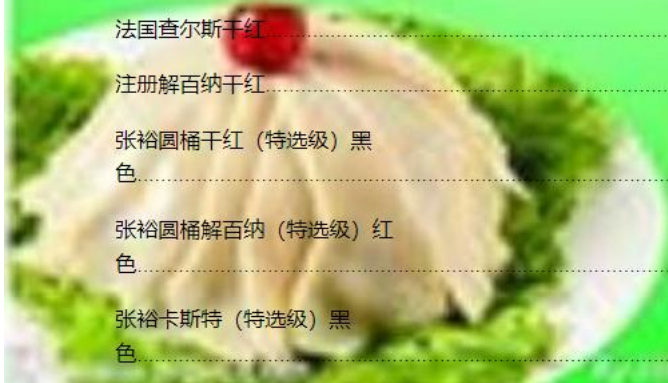 法国查尔斯干红................................................................
注册解百纳干红................................................................
张裕圆桶干红（特选级）黑
色................................................................................
张裕圆桶解百纳（特选级）红
色................................................................................
张裕卡斯特（特选级）黑
色................................................................................